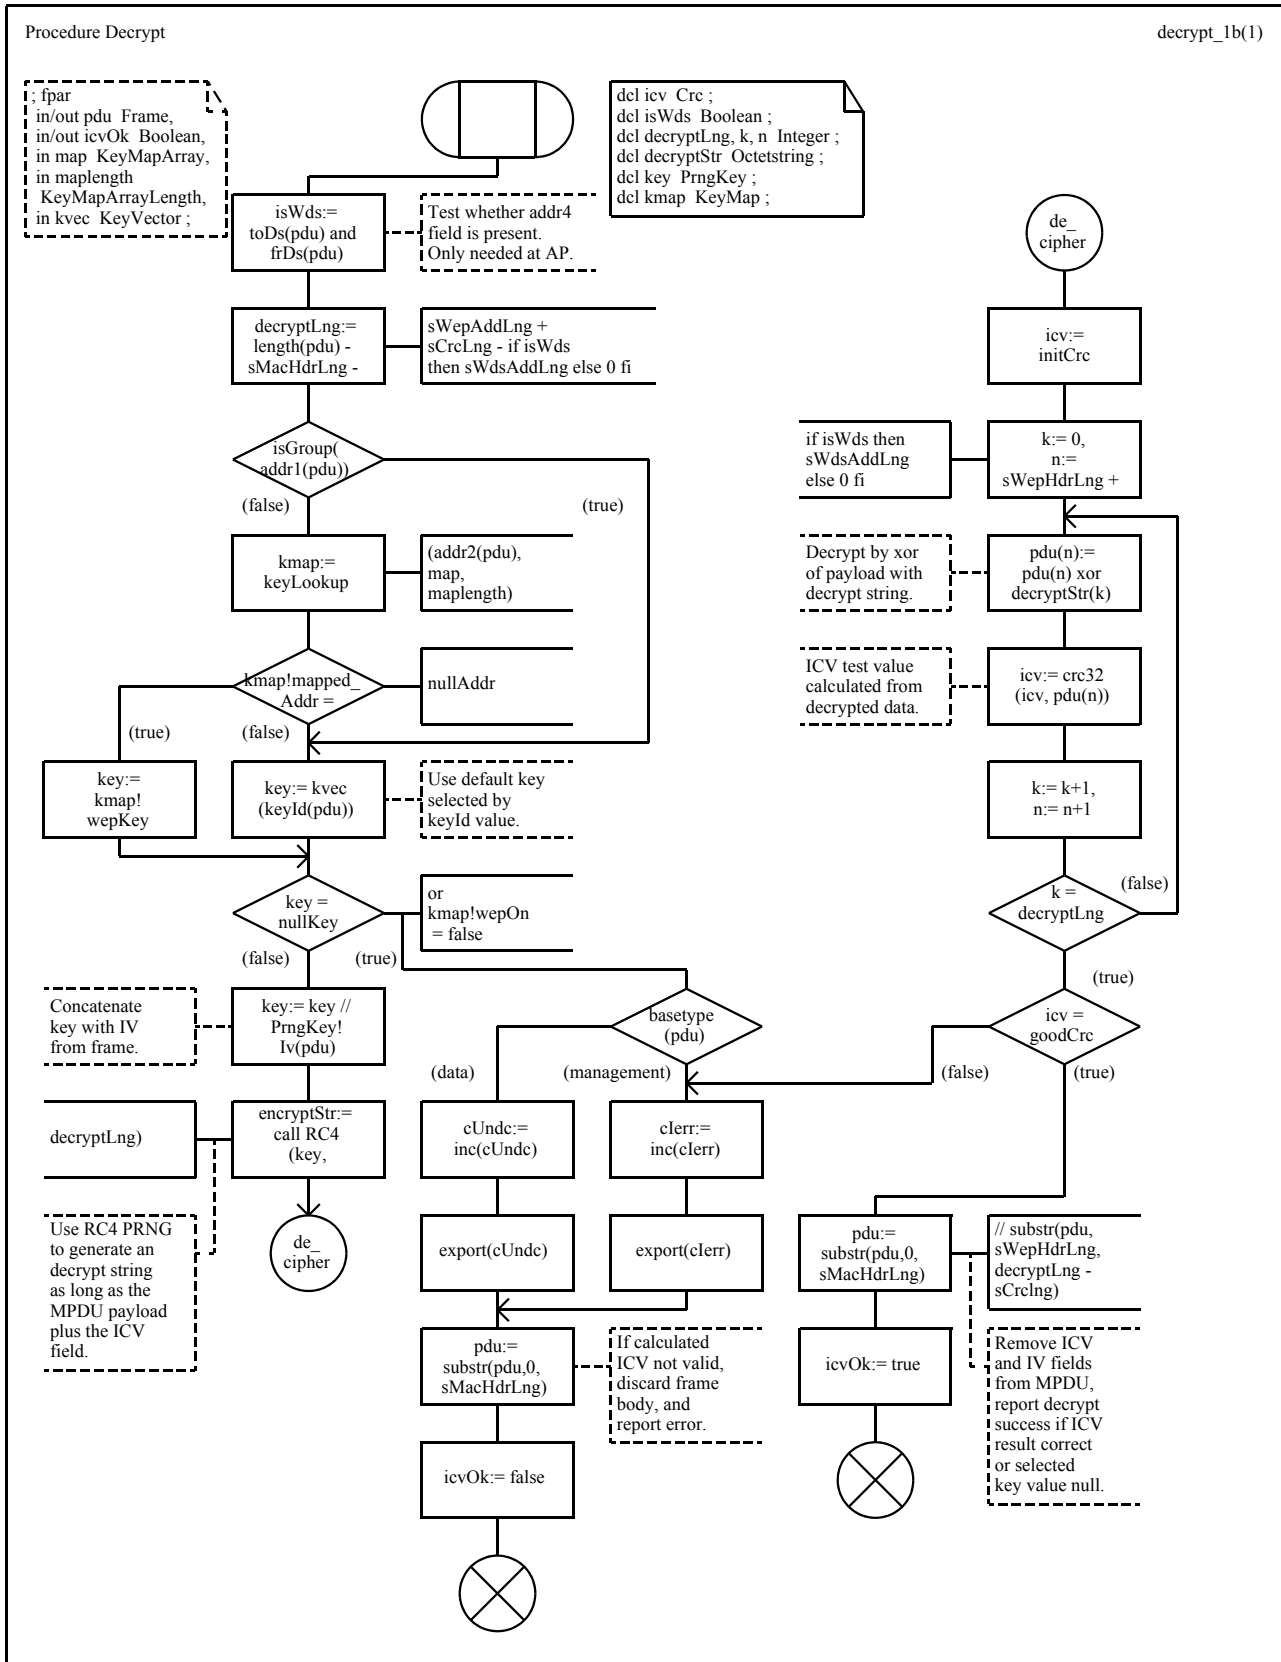 Procedure Decrypt
decrypt_1b(1)
; fpar
in/out pdu Frame,
in/out icvOk Boolean,
in map KeyMapArray,
in maplength
KeyMapArrayLength,
in kvec KeyVector ;
dcl icv Crc ;
dcl isWds Boolean ;
dcl decryptLng, k, n Integer ;
dcl decryptStr Octetstring ;
dcl key PrngKey ;
dcl kmap KeyMap ;
isWds:=
toDs(pdu) and
frDs(pdu)
Test whether addr4
field is present.
Only needed at AP.
decryptLng:=
length(pdu) -
sMacHdrLng -
sWepAddLng +
sCrcLng - if isWds
then sWdsAddLng else 0 fi
isGroup(
addr1(pdu))
(false)
(true)
kmap:=
keyLookup
(addr2(pdu),
map,
maplength)
kmap!mapped_
Addr =
nullAddr
(true)
(false)
key:=
kmap!
wepKey
key:= kvec
(keyId(pdu))
Use default key
selected by
keyId value.
key =
nullKey
or
kmap!wepOn
= false
(false)
(true)
Concatenate
key with IV
from frame.
key:= key //
PrngKey!
Iv(pdu)
basetype
(pdu)
(data)
(management)
decryptLng)
encryptStr:=
call RC4
(key,
cUndc:=
inc(cUndc)
cIerr:=
inc(cIerr)
Use RC4 PRNG
to generate an
decrypt string
as long as the
MPDU payload
plus the ICV
field.
de_
cipher
export(cUndc)
export(cIerr)
pdu:=
substr(pdu,0,
sMacHdrLng)
If calculated
ICV not valid,
discard frame
body, and
report error.
icvOk:= false
de_
cipher
icv:=
initCrc
if isWds then
sWdsAddLng
else 0 fi
k:= 0,
n:=
sWepHdrLng +
Decrypt by xor
of payload with
decrypt string.
pdu(n):=
pdu(n) xor
decryptStr(k)
ICV test value
calculated from
decrypted data.
icv:= crc32
(icv, pdu(n))
k:= k+1,
n:= n+1
k =
decryptLng
(false)
(true)
icv =
goodCrc
(false)
(true)
pdu:=
substr(pdu,0,
sMacHdrLng)
// substr(pdu,
sWepHdrLng,
decryptLng -
sCrclng)
icvOk:= true
Remove ICV
and IV fields
from MPDU,
report decrypt
success if ICV
result correct
or selected
key value null.